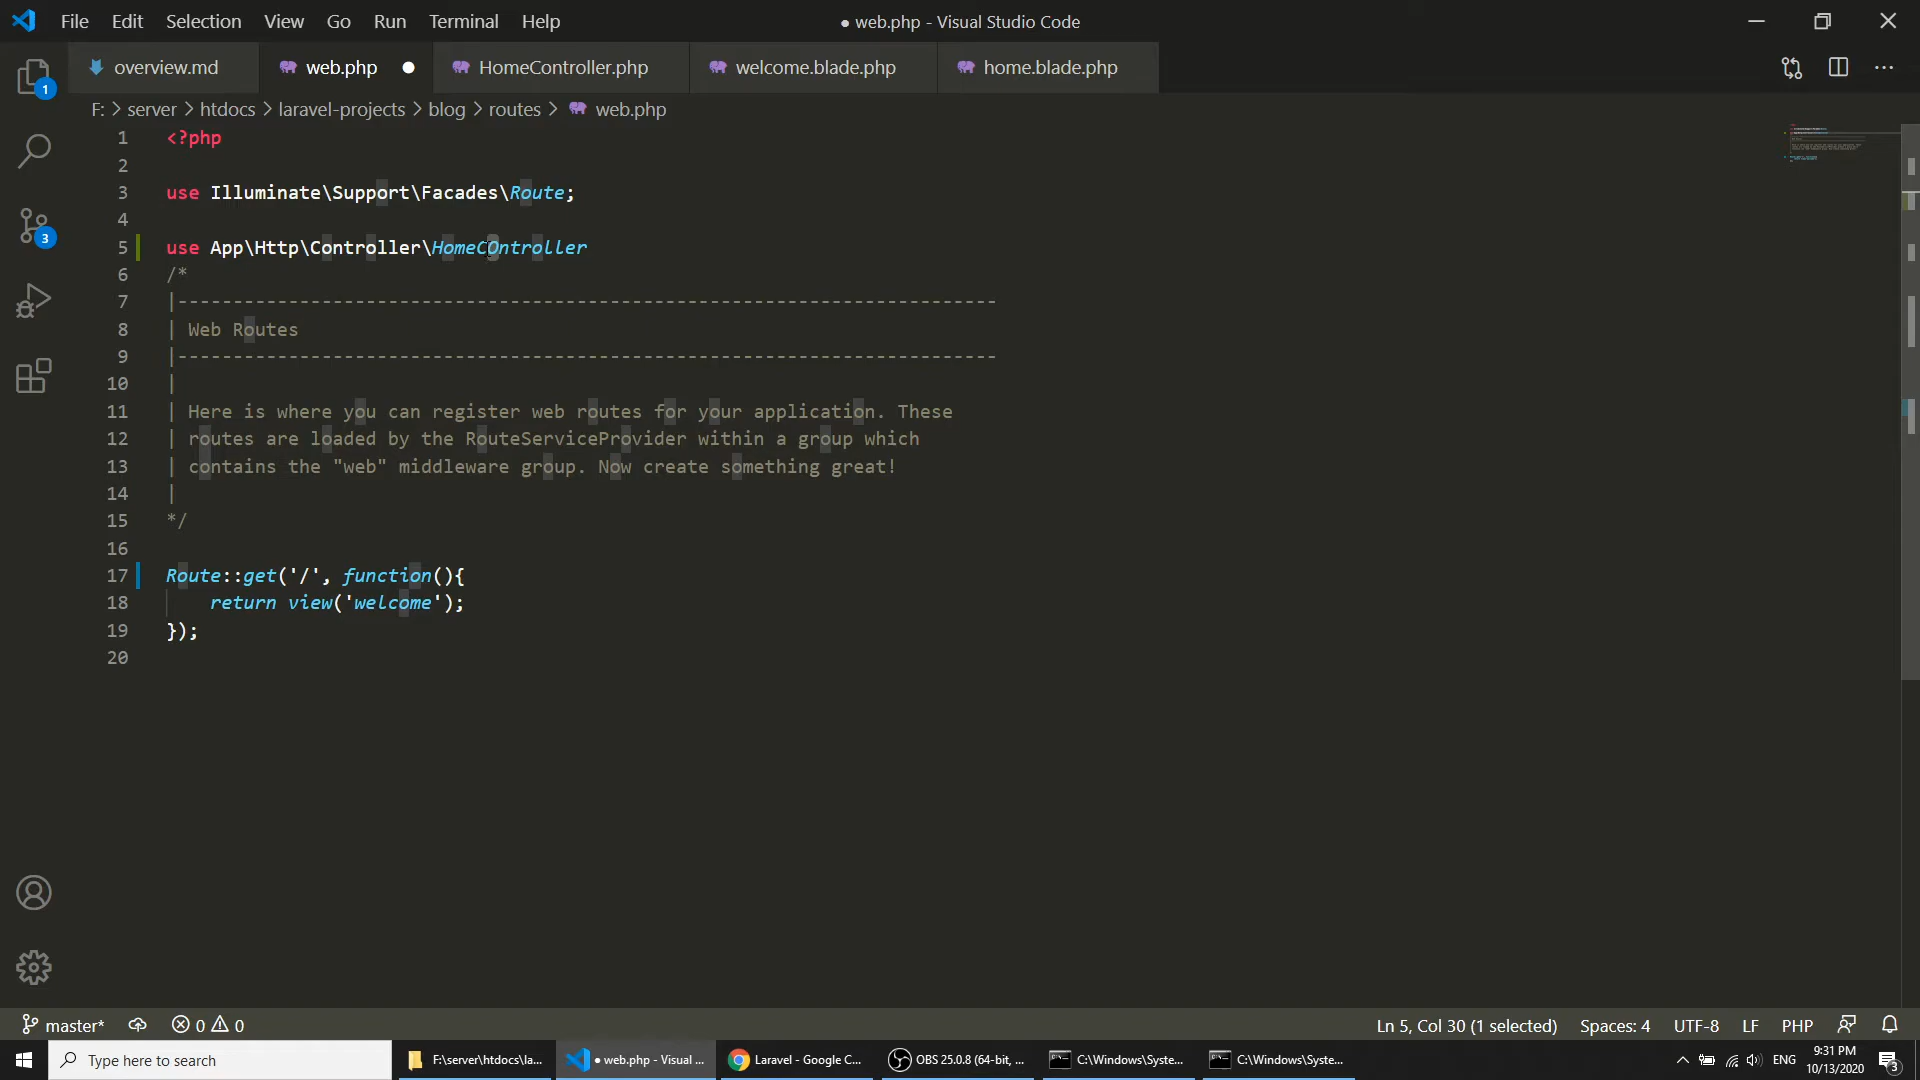 File Edit Selection View Go Run Terminal Help ● web.php - Visual Studio Code
overview.md web.php HomeController.php welcome.blade.php home.blade.php
F: > server > htdocs > laravel-projects > blog > routes > web.php
1 <?php
2
3 use Illuminate\Support\Facades\Route;
4
5 use App\Http\Controller\HomeCOntroller
6 /*
7 |--------------------------------------------------------------------------
8 | Web Routes
9 |--------------------------------------------------------------------------
10 |
11 | Here is where you can register web routes for your application. These
12 | routes are loaded by the RouteServiceProvider within a group which
13 | contains the "web" middleware group. Now create something great!
14 |
15 */
16
17 Route::get('/', function(){
18 return view('welcome');
19 });
20
1
3
master* 0 0 Ln 5, Col 30 (1 selected) Spaces: 4 UTF-8 LF PHP
Type here to search F:\server\htdocs\la... ● web.php - Visual ... Laravel - Google C... OBS 25.0.8 (64-bit, ... C:\Windows\Syste... C:\Windows\Syste... ENG 9:31 PM
10/13/2020 3